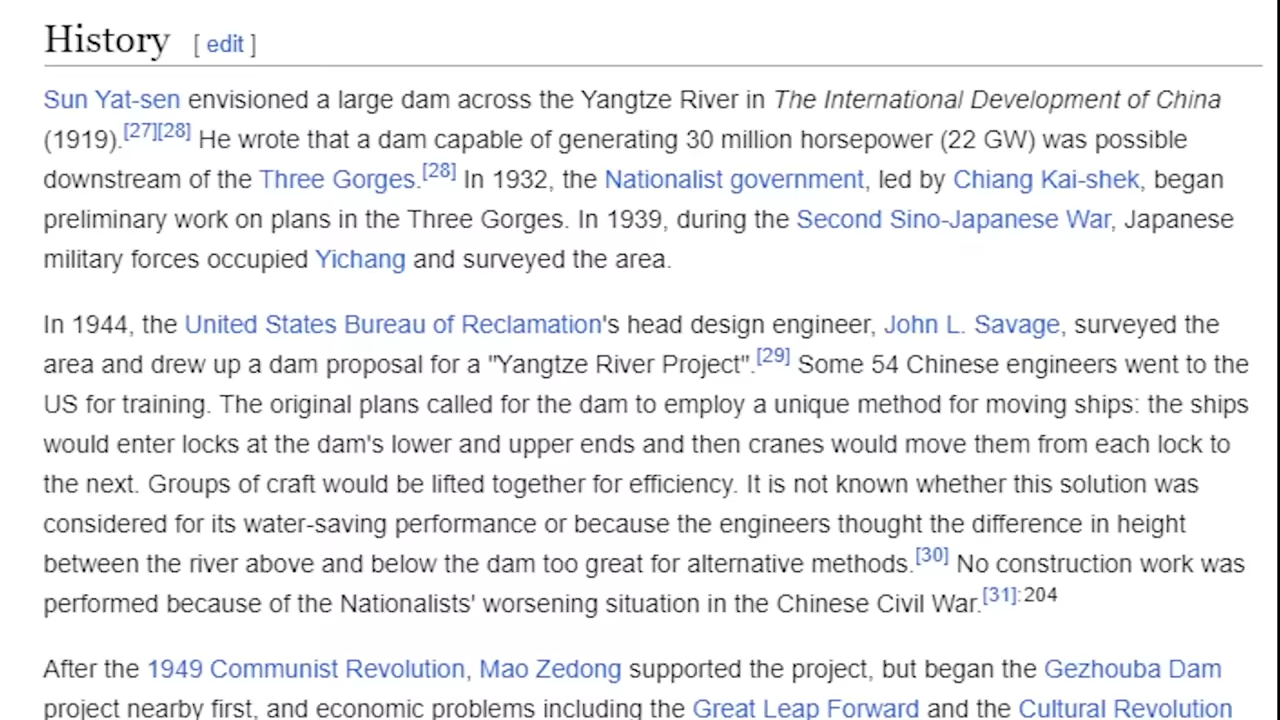 History [ edit ]
Sun Yat-sen envisioned a large dam across the Yangtze River in The International Development of China
(1919).[27][28] He wrote that a dam capable of generating 30 million horsepower (22 GW) was possible
downstream of the Three Gorges.[28] In 1932, the Nationalist government, led by Chiang Kai-shek, began
preliminary work on plans in the Three Gorges. In 1939, during the Second Sino-Japanese War, Japanese
military forces occupied Yichang and surveyed the area.
In 1944, the United States Bureau of Reclamation's head design engineer, John L. Savage, surveyed the
area and drew up a dam proposal for a "Yangtze River Project".[29] Some 54 Chinese engineers went to the
US for training. The original plans called for the dam to employ a unique method for moving ships: the ships
would enter locks at the dam's lower and upper ends and then cranes would move them from each lock to
the next. Groups of craft would be lifted together for efficiency. It is not known whether this solution was
considered for its water-saving performance or because the engineers thought the difference in height
between the river above and below the dam too great for alternative methods.[30] No construction work was
performed because of the Nationalists' worsening situation in the Chinese Civil War.[31]:204
After the 1949 Communist Revolution, Mao Zedong supported the project, but began the Gezhouba Dam
project nearby first, and economic problems including the Great Leap Forward and the Cultural Revolution